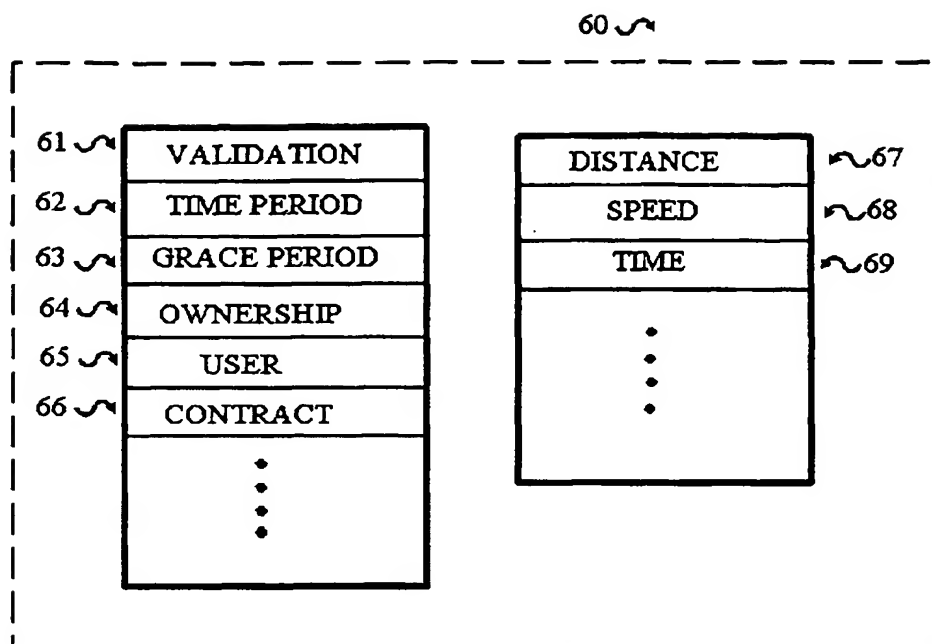 60
61 VALIDATION
62 TIME PERIOD
63 GRACE PERIOD
64 OWNERSHIP
65 USER
66 CONTRACT
DISTANCE 67
SPEED 68
TIME 69